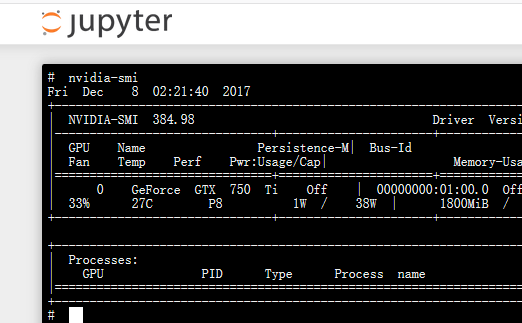 jupyter
# nvidia-smi
Fri Dec 8 02:21:40 2017
NVIDIA-SMI 384.98 Driver Versi
GPU Name Persistence-M| Bus-Id
Fan Temp Perf Pwr:Usage/Cap| Memory-Usa
0 GeForce GTX 750 Ti Off | 00000000:01:00.0 Off
33% 27C P8 1W / 38W | 1800MiB /
Processes:
GPU PID Type Process name
#